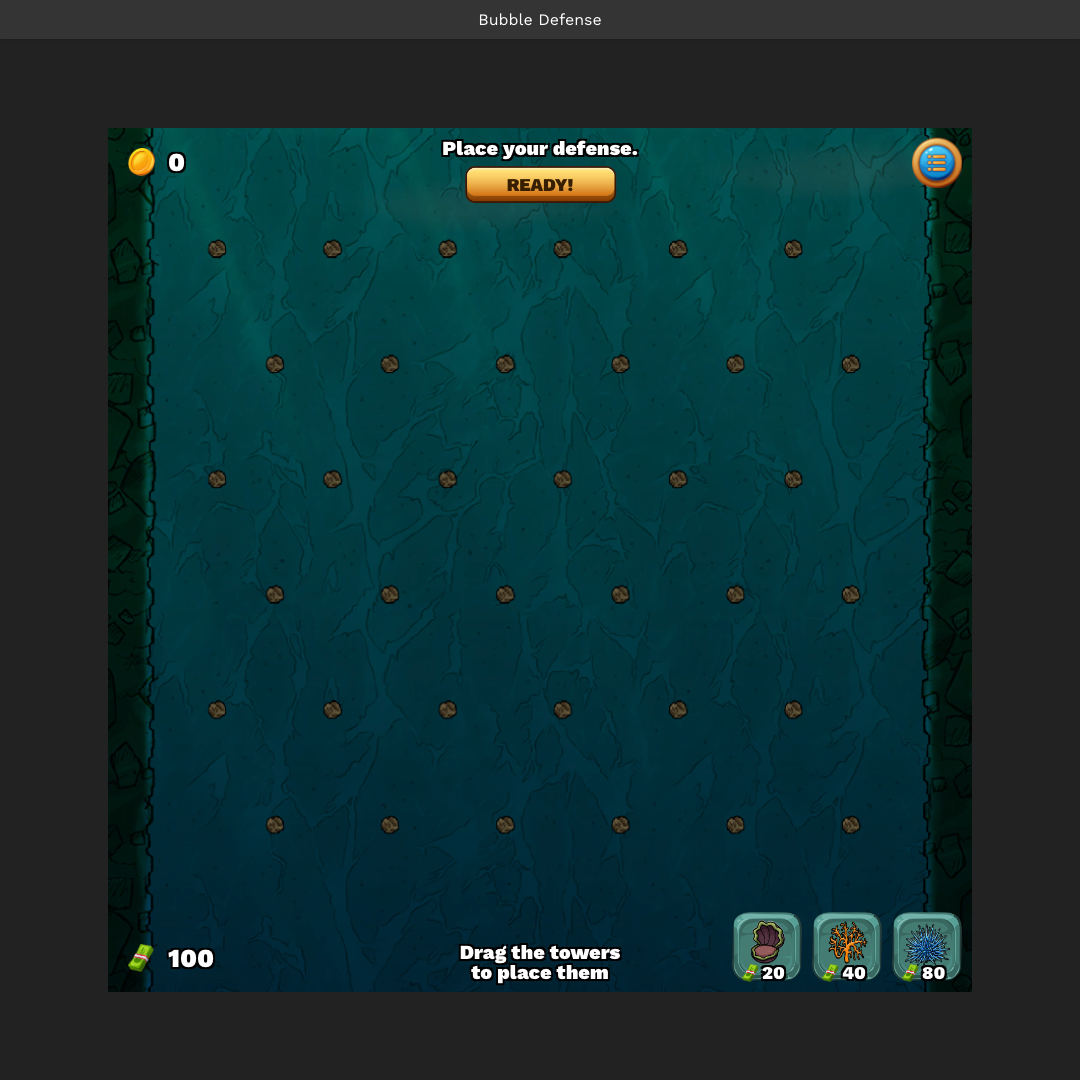 Bubble Defense
0
Place your defense.
READY!
100
Drag the towers
to place them
20
40
80